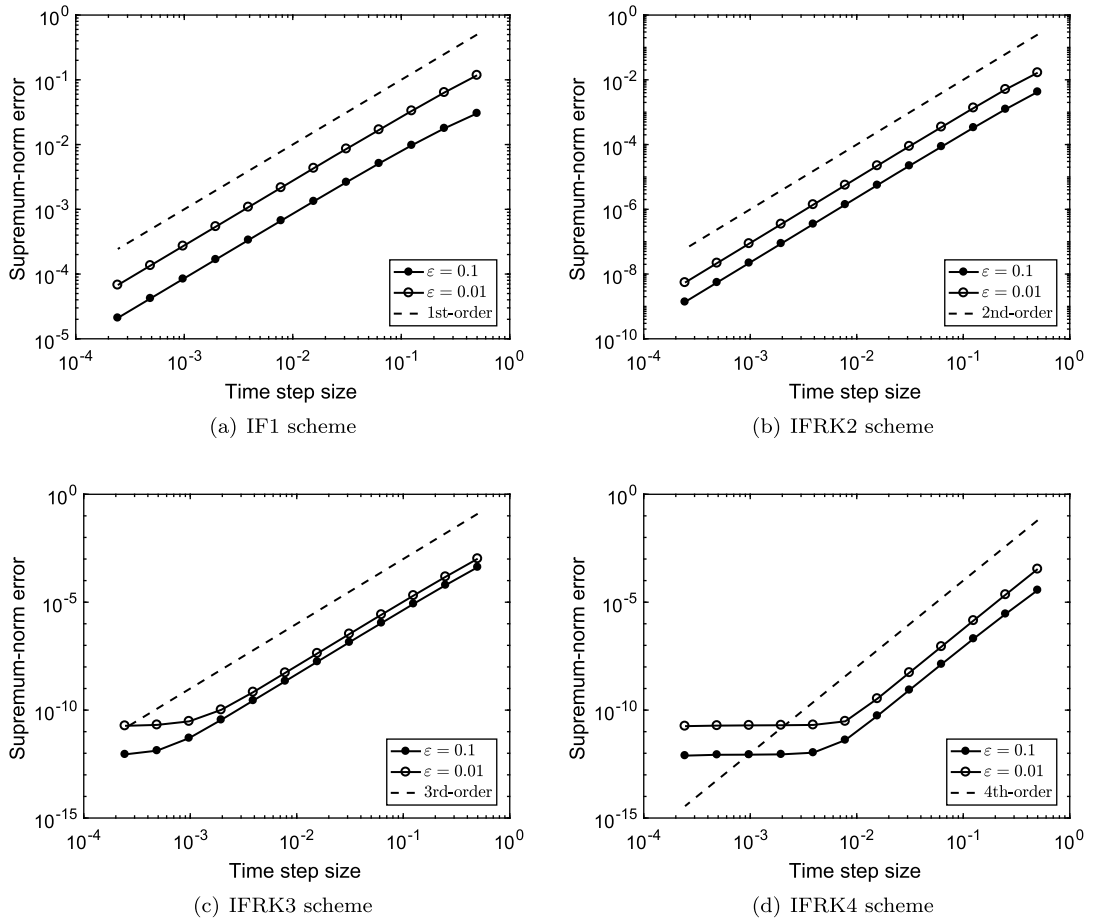 10^0
10^-1
10^-2
10^-3
10^-4
10^-5
Supremum-norm error
ε = 0.1
ε = 0.01
1st-order
10^-4 10^-3 10^-2 10^-1 10^0
Time step size
(a) IF1 scheme
10^0
10^-2
10^-4
10^-6
10^-8
10^-10
Supremum-norm error
ε = 0.1
ε = 0.01
2nd-order
10^-4 10^-3 10^-2 10^-1 10^0
Time step size
(b) IFRK2 scheme
10^0
10^-5
10^-10
10^-15
Supremum-norm error
ε = 0.1
ε = 0.01
3rd-order
10^-4 10^-3 10^-2 10^-1 10^0
Time step size
(c) IFRK3 scheme
10^0
10^-5
10^-10
10^-15
Supremum-norm error
ε = 0.1
ε = 0.01
4th-order
10^-4 10^-3 10^-2 10^-1 10^0
Time step size
(d) IFRK4 scheme